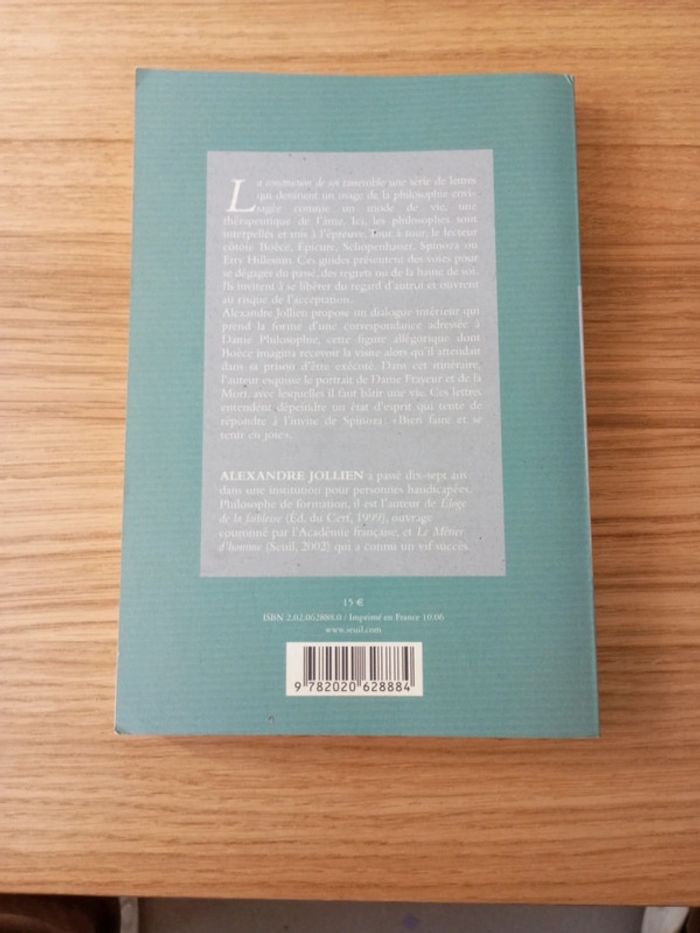 La construction de soi rassemble une série de lettres
qui dessinent un usage de la philosophie envi-
sagée comme un mode de vie, une
thérapeutique de l'âme. Ici, les philosophes sont
interpellés et mis à l'épreuve. Tour à tour, le lecteur
côtoie Boèce, Épicure, Schopenhauer, Spinoza ou
Etty Hillesum. Ces guides présentent des voies pour
se dégager du passé, des regrets ou de la haine de soi.
Ils invitent à se libérer du regard d'autrui et ouvrent
au risque de l'acceptation.
Alexandre Jollien propose un dialogue intérieur qui
prend la forme d'une correspondance adressée à
Dame Philosophie, cette figure allégorique dont
Boèce imagina recevoir la visite alors qu'il attendait
dans sa prison d'être exécuté. Dans cet itinéraire,
l'auteur esquisse le portrait de Dame Frayeur et de la
Mort, avec lesquelles il faut bâtir une vie. Ces lettres
entendent dépeindre un état d'esprit qui tente de
répondre à l'invite de Spinoza : «Bien faire et se
tenir en joie».
ALEXANDRE JOLLIEN a passé dix-sept ans
dans une institution pour personnes handicapées.
Philosophe de formation, il est l'auteur de Éloge
de la faiblesse (Éd. du Cerf, 1999), ouvrage
couronné par l'Académie française, et Le Métier
d'homme (Seuil, 2002) qui a connu un vif succès.
15 €
ISBN 2.02.062888.0 / Imprimé en France 10.06
www.seuil.com
9 782020 628884